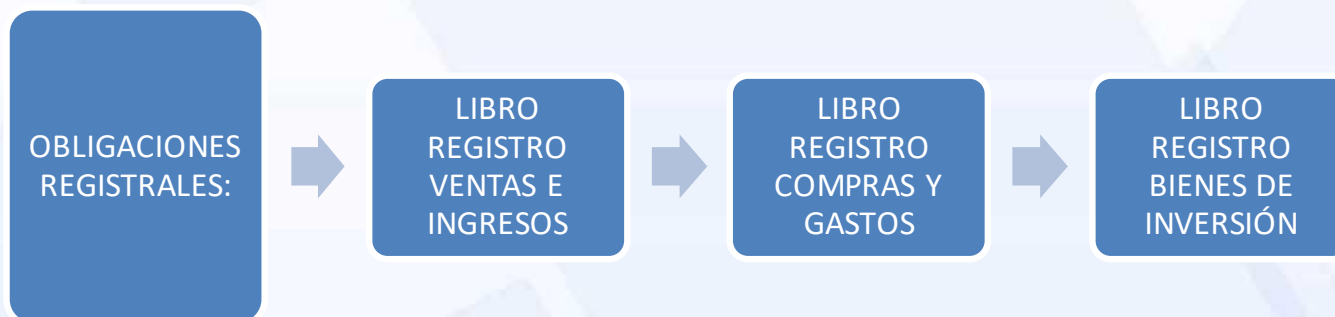 OBLIGACIONES
REGISTRALES:
LIBRO
REGISTRO
VENTAS E
INGRESOS
LIBRO
REGISTRO
COMPRAS Y
GASTOS
LIBRO
REGISTRO
BIENES DE
INVERSIÓN